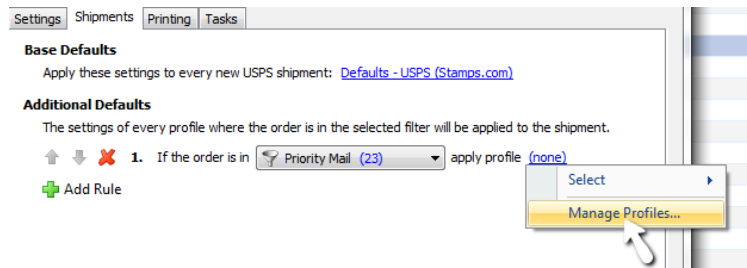 Settings Shipments Printing Tasks
Base Defaults
Apply these settings to every new USPS shipment: Defaults - USPS (Stamps.com)
Additional Defaults
The settings of every profile where the order is in the selected filter will be applied to the shipment.
1. If the order is in Priority Mail (23) apply profile (none)
Select
Add Rule
Manage Profiles...